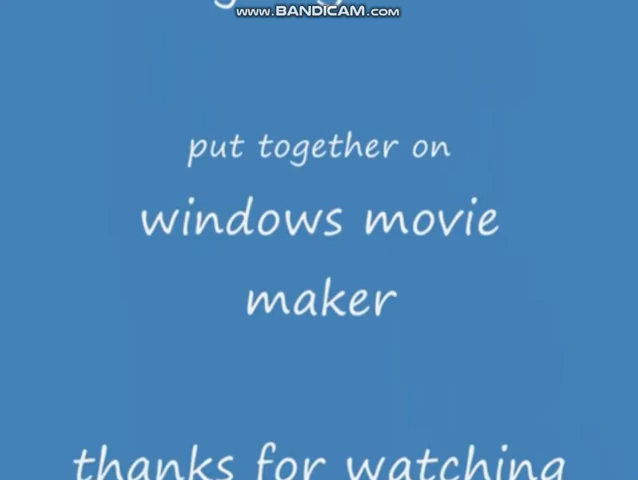 www.BANDICAM.com
put together on
windows movie
maker
thanks for watching